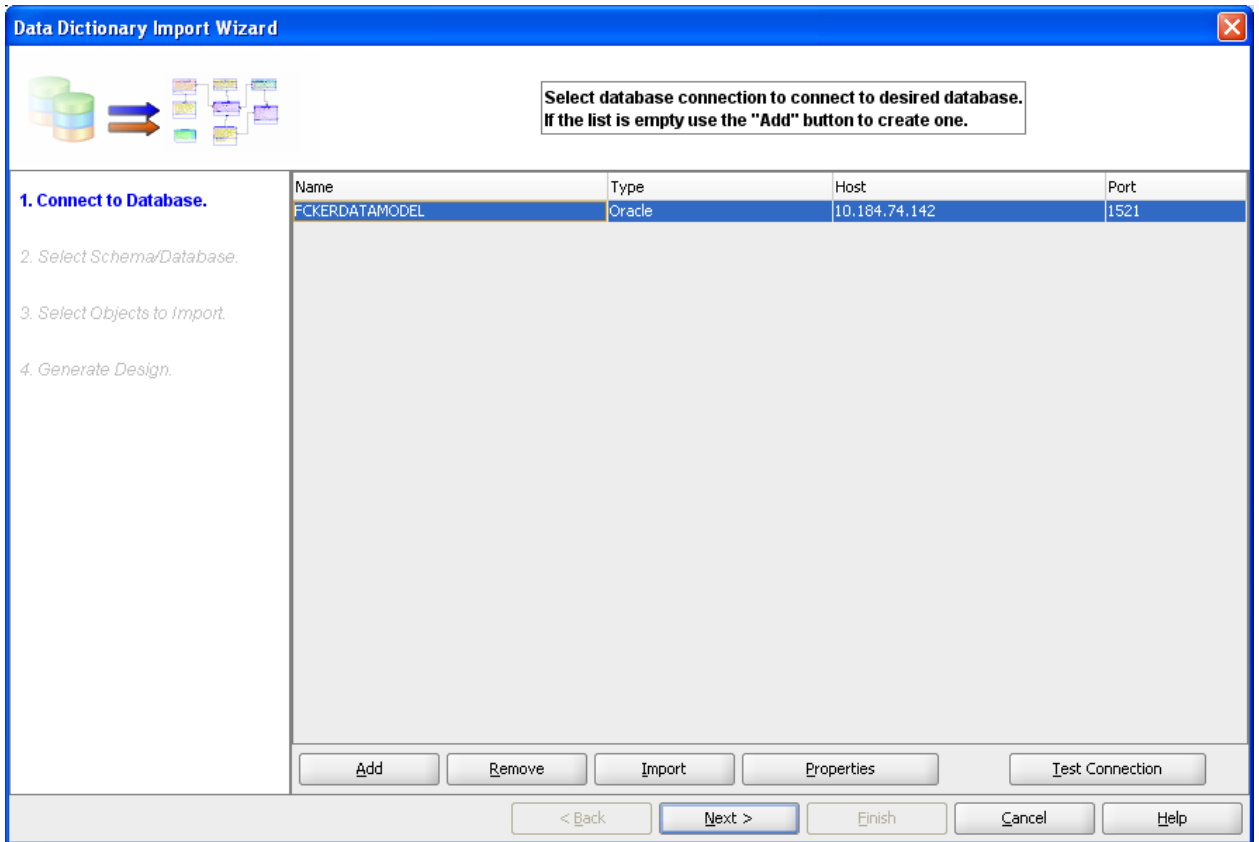 Data Dictionary Import Wizard
Select database connection to connect to desired database.
If the list is empty use the "Add" button to create one.
1. Connect to Database.
2. Select Schema/Database.
3. Select Objects to Import.
4. Generate Design.
Name Type Host Port
FCKERDATAMODEL Oracle 10.184.74.142 1521
Add Remove Import Properties Test Connection
< Back Next > Finish Cancel Help